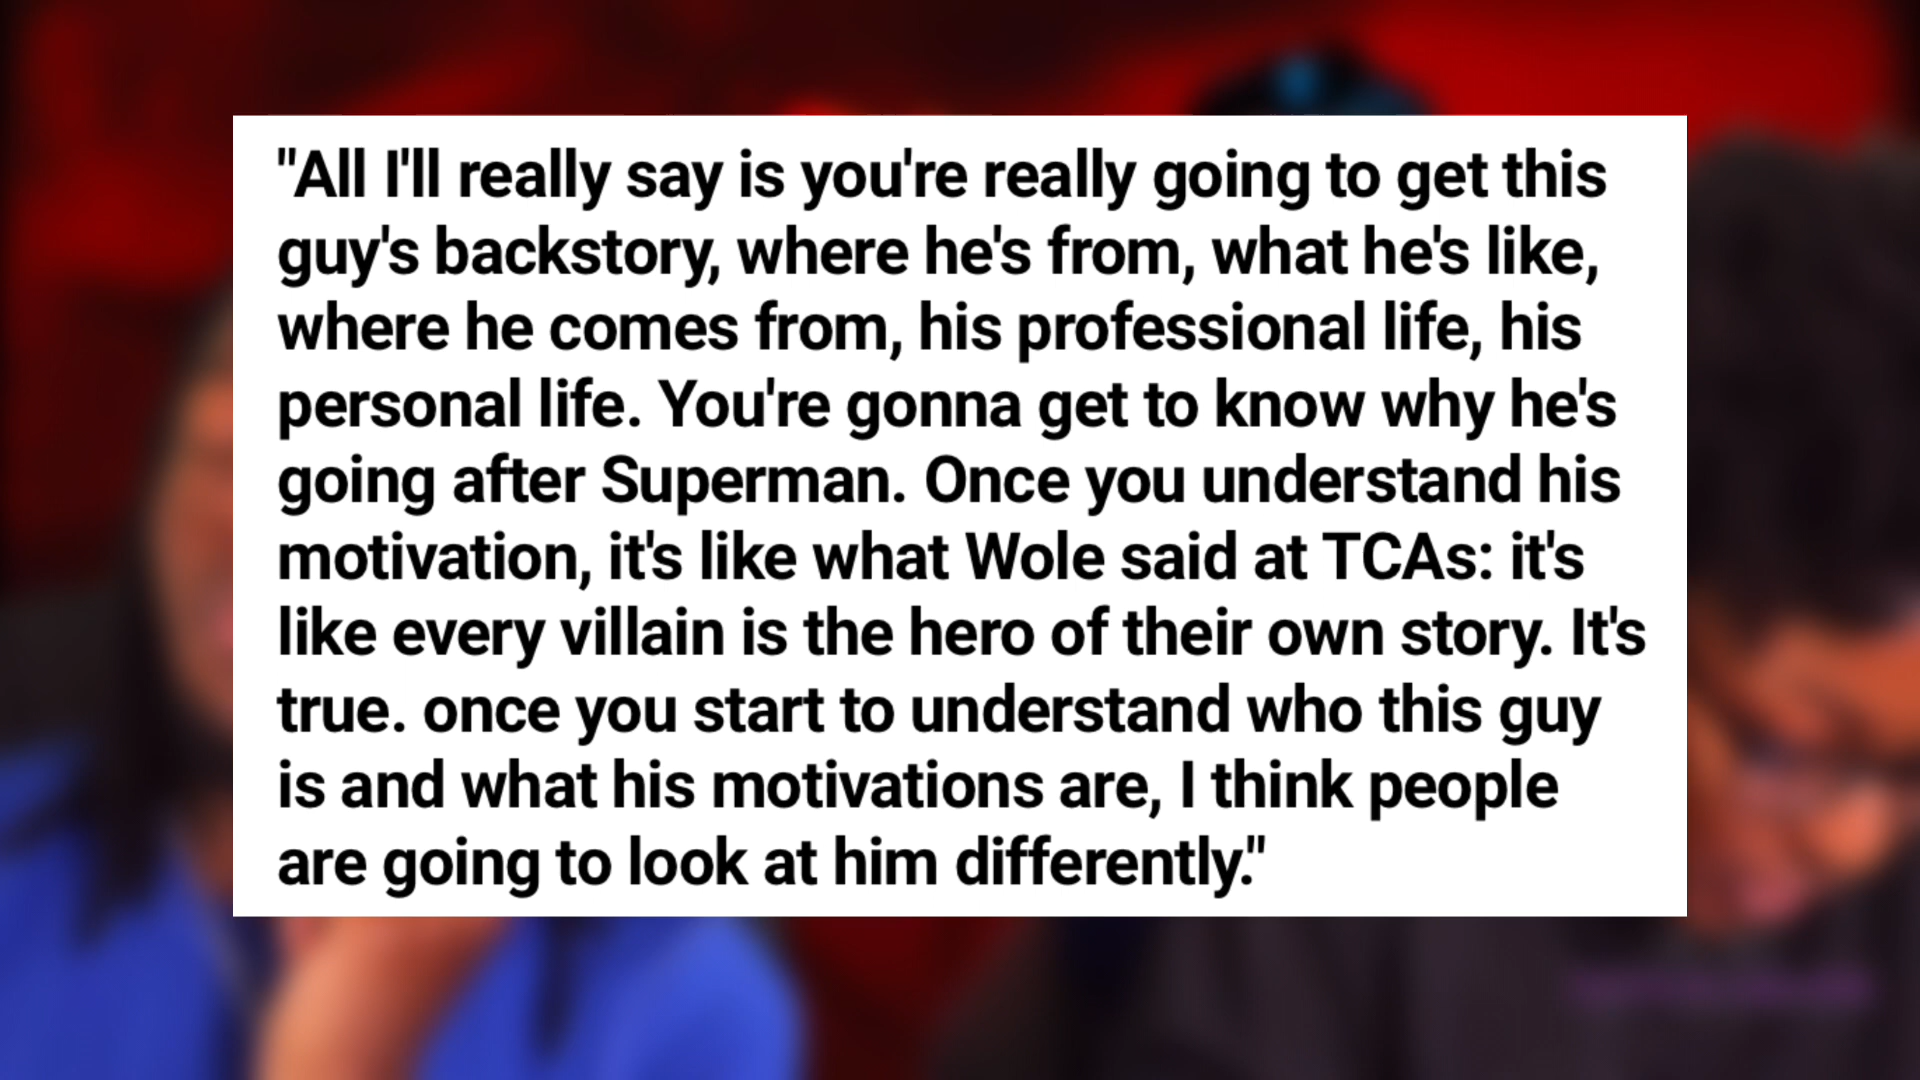 "All I'll really say is you're really going to get this
guy's backstory, where he's from, what he's like,
where he comes from, his professional life, his
personal life. You're gonna get to know why he's
going after Superman. Once you understand his
motivation, it's like what Wole said at TCAs: it's
like every villain is the hero of their own story. It's
true. once you start to understand who this guy
is and what his motivations are, I think people
are going to look at him differently."